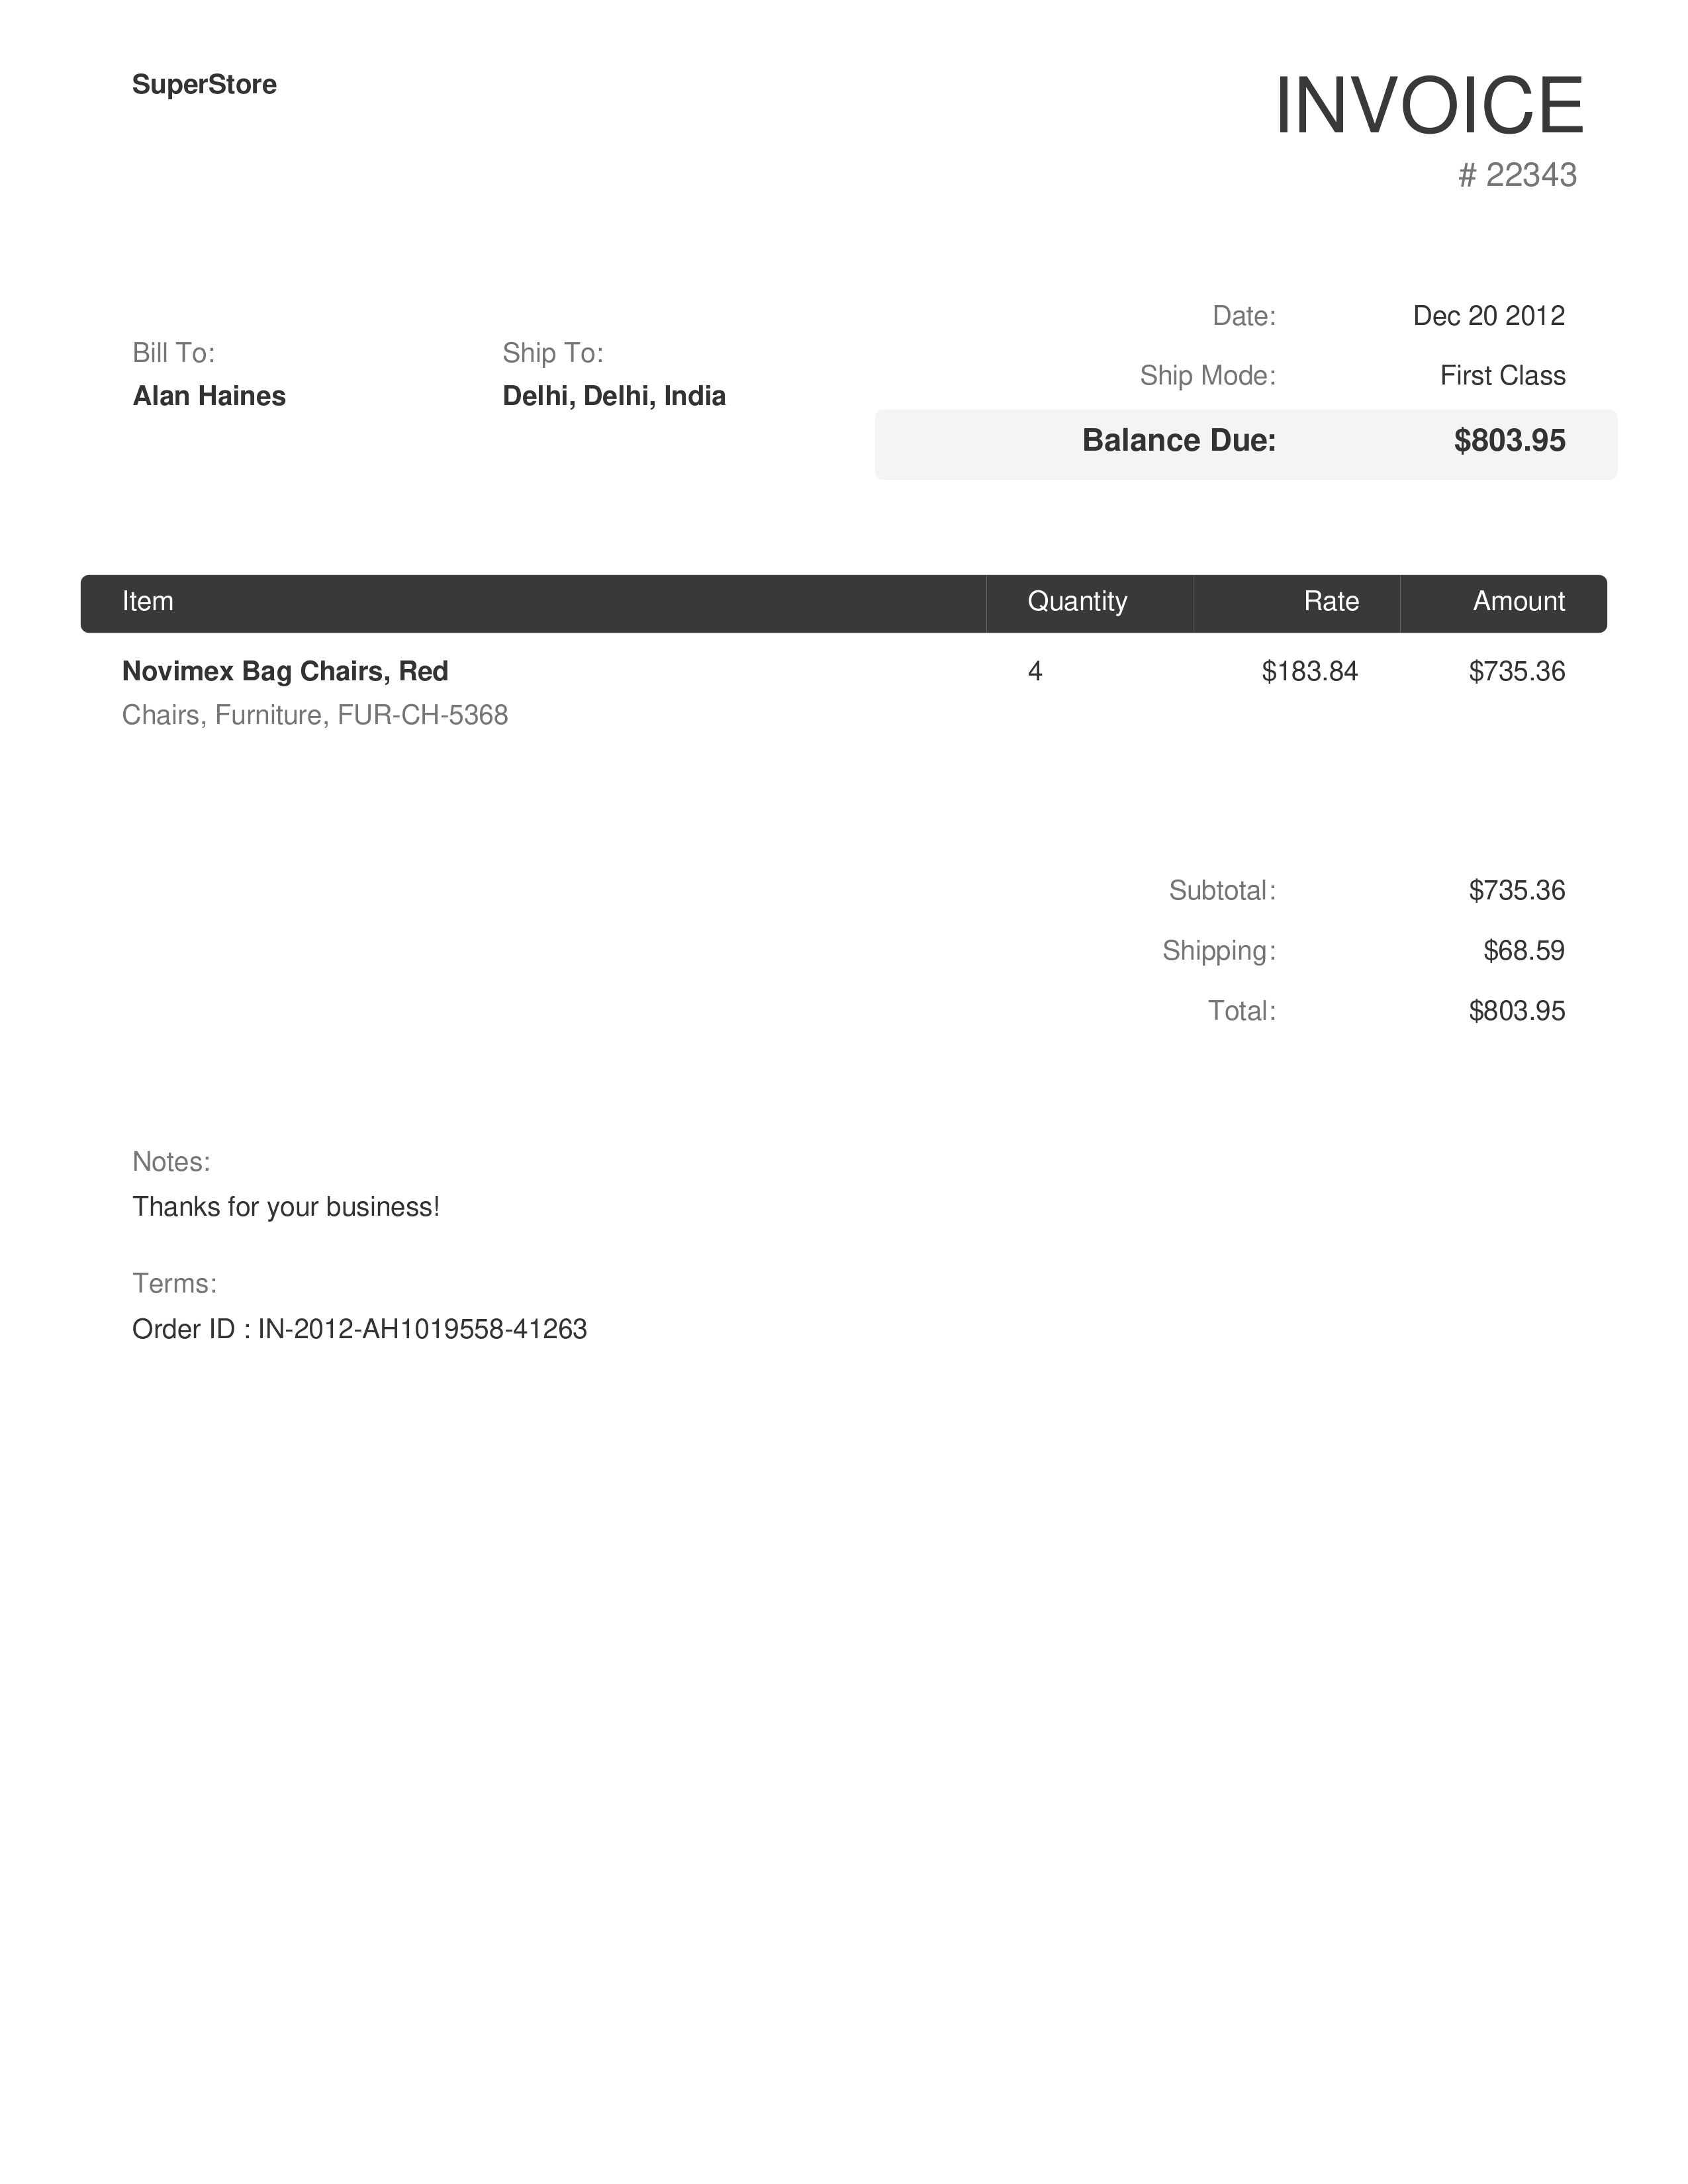 SuperStore
INVOICE
# 22343
Date: Dec 20 2012
Ship Mode: First Class
Balance Due: $803.95
Bill To:
Alan Haines
Ship To:
Delhi, Delhi, India
Item Quantity Rate Amount
Novimex Bag Chairs, Red 4 $183.84 $735.36
Chairs, Furniture, FUR-CH-5368
Subtotal: $735.36
Shipping: $68.59
Total: $803.95
Notes:
Thanks for your business!
Terms:
Order ID : IN-2012-AH1019558-41263